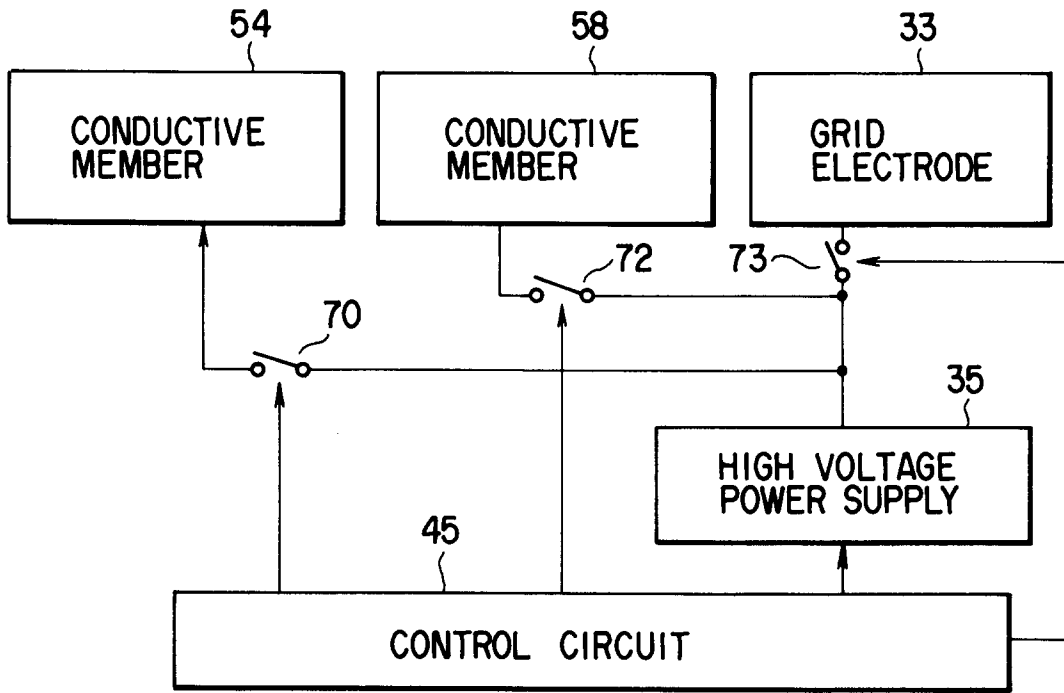 54
58
33
CONDUCTIVE
MEMBER
CONDUCTIVE
MEMBER
GRID
ELECTRODE
72
73
70
35
HIGH VOLTAGE
POWER SUPPLY
45
CONTROL CIRCUIT